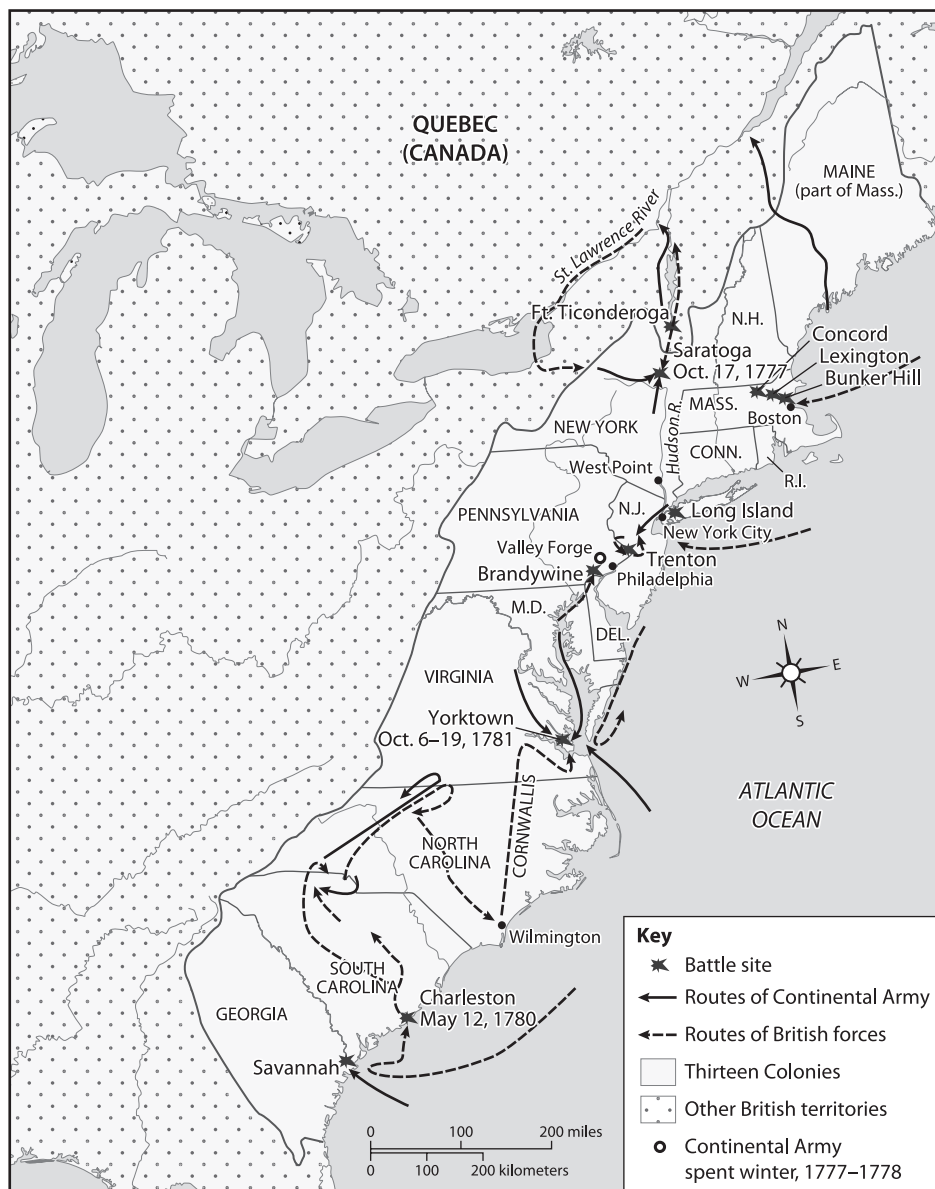 QUEBEC
(CANADA)
MAINE
(part of Mass.)
St. Lawrence River
Ft. Ticonderoga
N.H.
Concord
Lexington
Bunker Hill
Saratoga
Oct. 17, 1777
MASS.
Boston
NEW YORK
Hudson R.
CONN.
R.I.
West Point
N.J.
Long Island
New York City
PENNSYLVANIA
Valley Forge
Trenton
Brandywine
Philadelphia
M.D.
DEL.
N
W
E
S
VIRGINIA
Yorktown
Oct. 6–19, 1781
CORNWALLIS
ATLANTIC
OCEAN
NORTH
CAROLINA
Wilmington
SOUTH
CAROLINA
GEORGIA
Charleston
May 12, 1780
Savannah
0 100 200 miles
0 100 200 kilometers
Key
Battle site
Routes of Continental Army
Routes of British forces
Thirteen Colonies
Other British territories
Continental Army
spent winter, 1777–1778